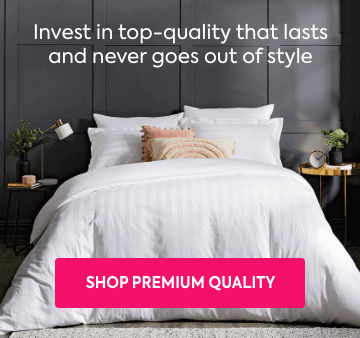 Invest in top-quality that lasts
and never goes out of style
SHOP PREMIUM QUALITY